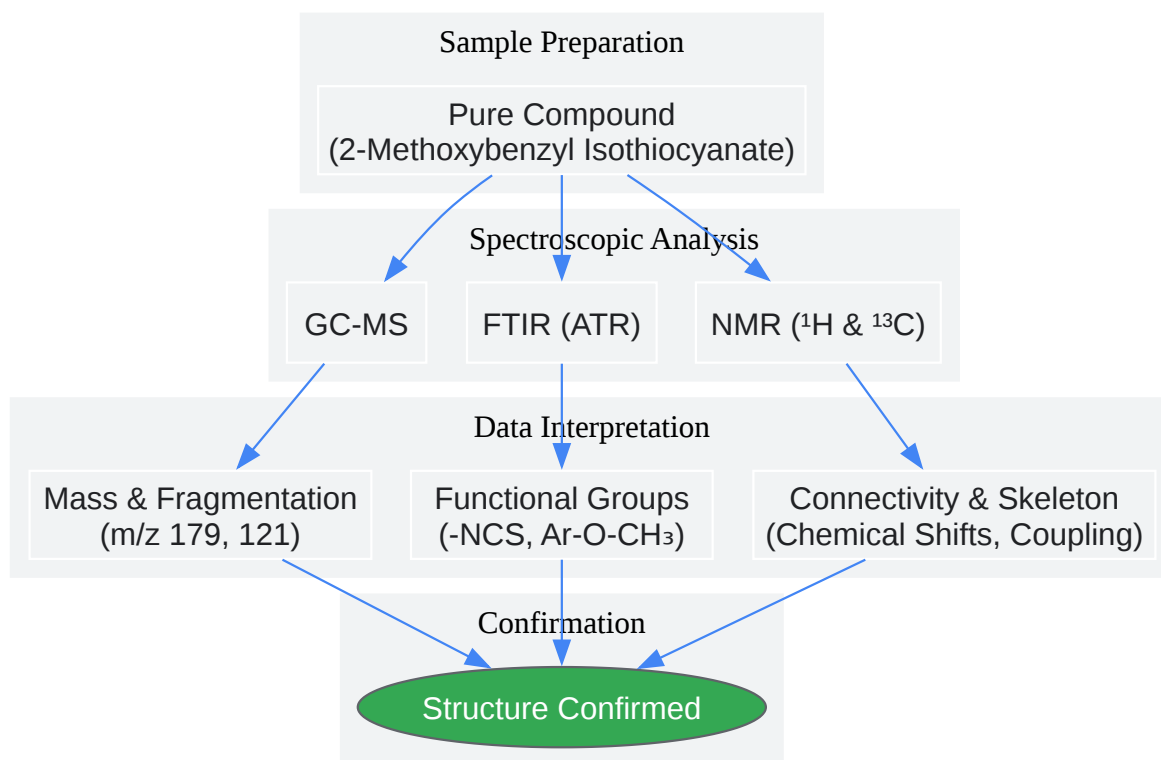 Sample Preparation
Pure Compound
(2-Methoxybenzyl Isothiocyanate)
Spectroscopic Analysis
GC-MS
FTIR (ATR)
NMR (¹H & ¹³C)
Data Interpretation
Mass & Fragmentation
(m/z 179, 121)
Functional Groups
(-NCS, Ar-O-CH₃)
Connectivity & Skeleton
(Chemical Shifts, Coupling)
Confirmation
Structure Confirmed